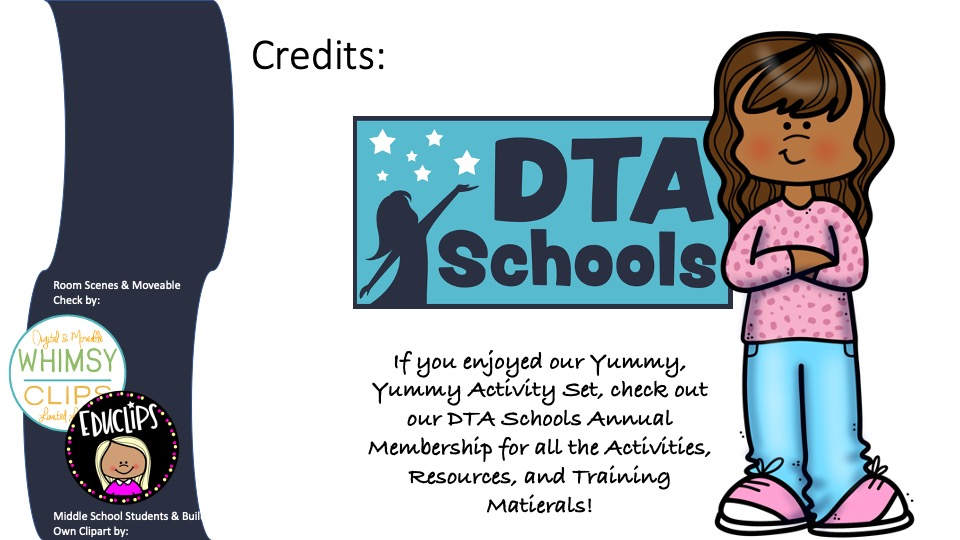 Credits:
DTA
Schools
Room Scenes & Moveable
Check by:
Digital & Moveable
WHIMSY
CLIPS
EDUCLIPS
Middle School Students & Buil
Own Clipart by:
If you enjoyed our Yummy,
Yummy Activity Set, check out
our DTA Schools Annual
Membership for all the Activities,
Resources, and Training
Matierals!